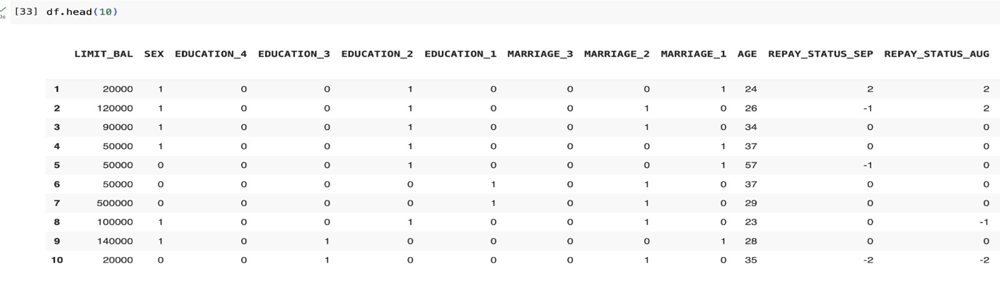 [33] df.head(10)
LIMIT_BAL SEX EDUCATION_4 EDUCATION_3 EDUCATION_2 EDUCATION_1 MARRIAGE_3 MARRIAGE_2 MARRIAGE_1 AGE REPAY_STATUS_SEP REPAY_STATUS_AUG
1 20000 1 0 0 1 0 0 0 1 24 2 2
2 120000 1 0 0 1 0 0 1 0 26 -1 2
3 90000 1 0 0 1 0 0 1 0 34 0 0
4 50000 1 0 0 1 0 0 0 1 37 0 0
5 50000 0 0 0 1 0 0 0 1 57 -1 0
6 50000 0 0 0 0 1 0 1 0 37 0 0
7 500000 0 0 0 0 1 0 1 0 29 0 0
8 100000 1 0 0 1 0 0 1 0 23 0 -1
9 140000 1 0 1 0 0 0 0 1 28 0 0
10 20000 0 0 1 0 0 0 1 0 35 -2 -2